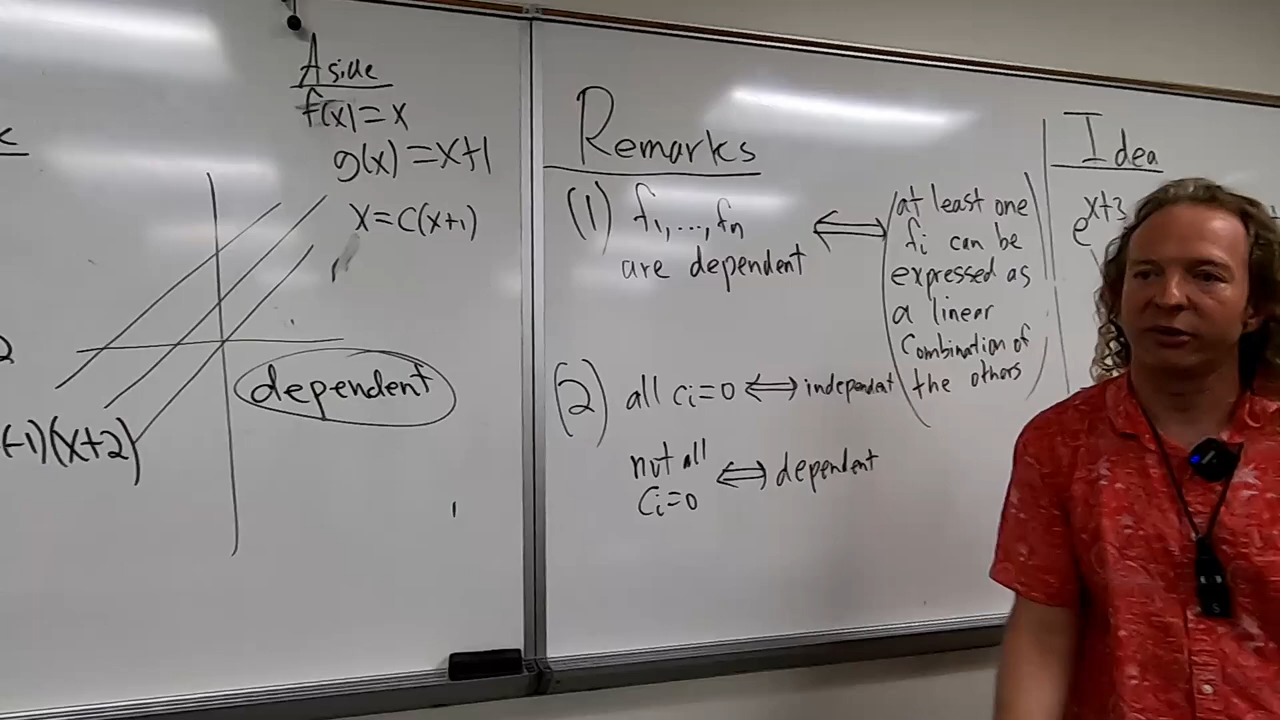 Aside
f(x)=x
g(x)=x+1
x=c(x+1)
dependent
(-1)(x+2)
Remarks
(1) f1,...,fn
are dependent
⟺
at least one
fi can be
expressed as
a linear
combination of
the others
(2) all ci=0 ⟺ independent
not all
ci=0 ⟺ dependent
Idea
e^x+3